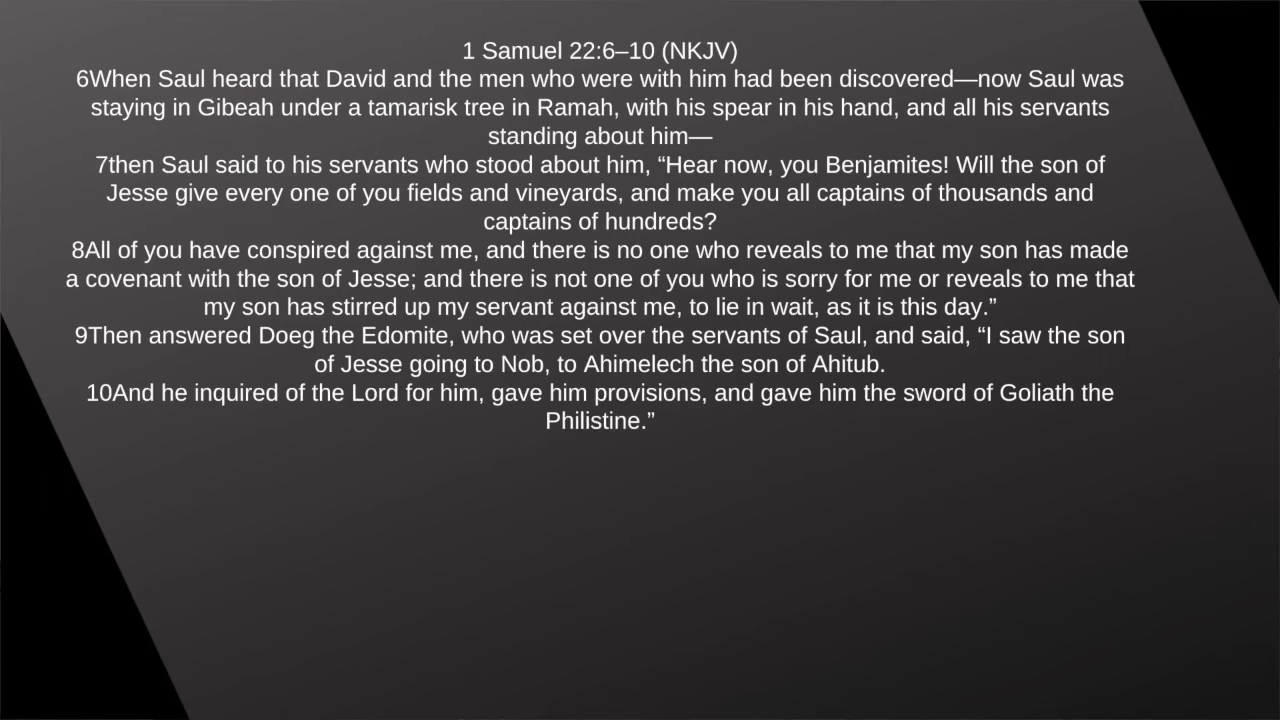 1 Samuel 22:6–10 (NKJV)
6When Saul heard that David and the men who were with him had been discovered—now Saul was
staying in Gibeah under a tamarisk tree in Ramah, with his spear in his hand, and all his servants
standing about him—
7then Saul said to his servants who stood about him, “Hear now, you Benjamites! Will the son of
Jesse give every one of you fields and vineyards, and make you all captains of thousands and
captains of hundreds?
8All of you have conspired against me, and there is no one who reveals to me that my son has made
a covenant with the son of Jesse; and there is not one of you who is sorry for me or reveals to me that
my son has stirred up my servant against me, to lie in wait, as it is this day.”
9Then answered Doeg the Edomite, who was set over the servants of Saul, and said, “I saw the son
of Jesse going to Nob, to Ahimelech the son of Ahitub.
10And he inquired of the Lord for him, gave him provisions, and gave him the sword of Goliath the
Philistine.”